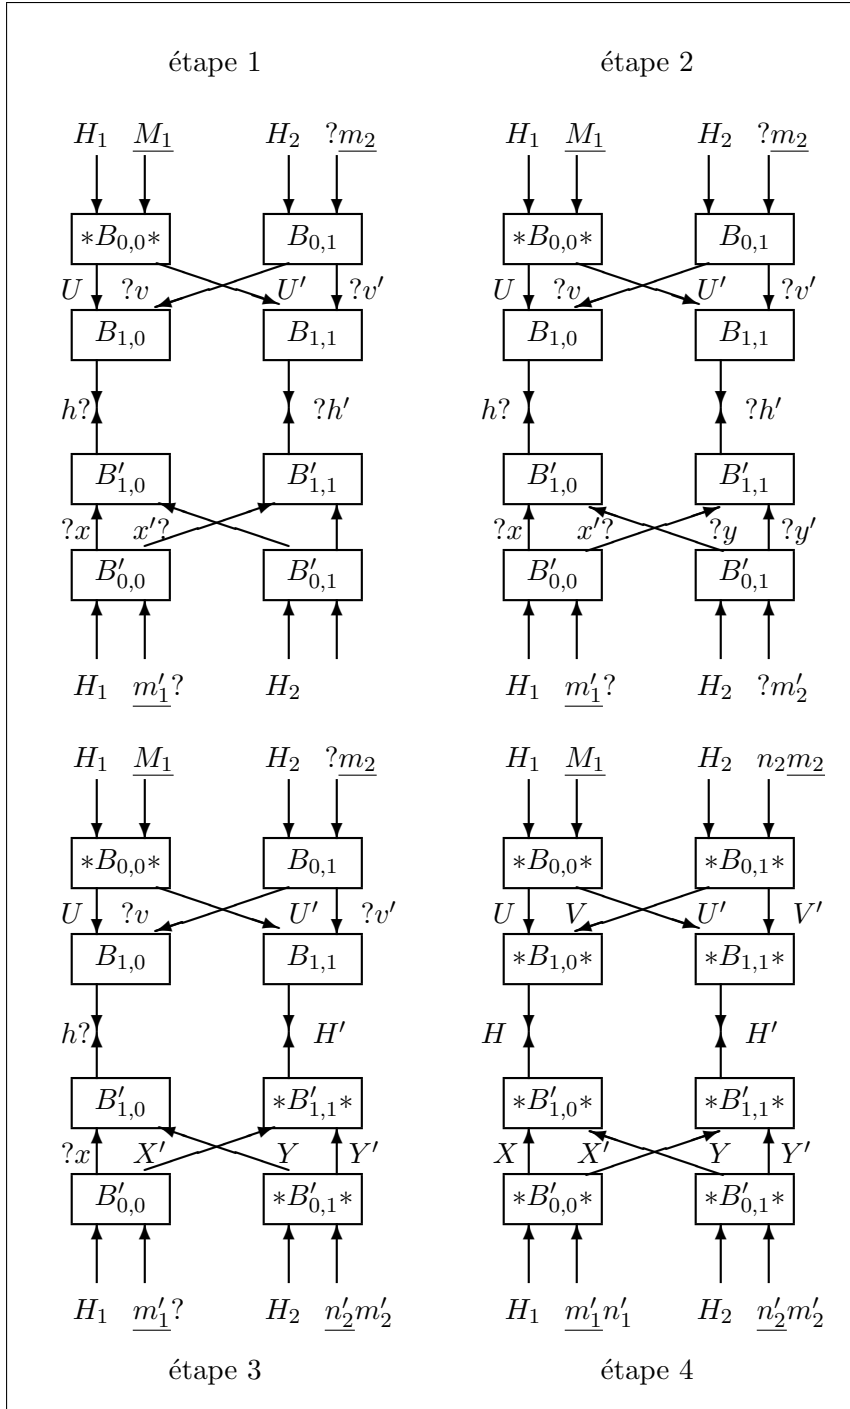 étape 1 étape 2
H₁ M₁ H₂ ?m₂ H₁ M₁ H₂ ?m₂
∗B₀,₀∗ B₀,₁ ∗B₀,₀∗ B₀,₁
U ?v U′ ?v′ U ?v U′ ?v′
B₁,₀ B₁,₁ B₁,₀ B₁,₁
h? ?h′ h? ?h′
B′₁,₀ B′₁,₁ B′₁,₀ B′₁,₁
?x x′? ?x x′? ?y ?y′
B′₀,₀ B′₀,₁ B′₀,₀ B′₀,₁
H₁ m′₁? H₂ H₁ m′₁? H₂ ?m′₂
H₁ M₁ H₂ ?m₂ H₁ M₁ H₂ n₂m₂
∗B₀,₀∗ B₀,₁ ∗B₀,₀∗ ∗B₀,₁∗
U ?v U′ ?v′ U V U′ V′
B₁,₀ B₁,₁ ∗B₁,₀∗ ∗B₁,₁∗
h? H′ H H′
B′₁,₀ ∗B′₁,₁∗ ∗B′₁,₀∗ ∗B′₁,₁∗
?x X′ Y Y′ X X′ Y Y′
B′₀,₀ ∗B′₀,₁∗ ∗B′₀,₀∗ ∗B′₀,₁∗
H₁ m′₁? H₂ n′₂m′₂ H₁ m′₁n′₁ H₂ n′₂m′₂
étape 3 étape 4